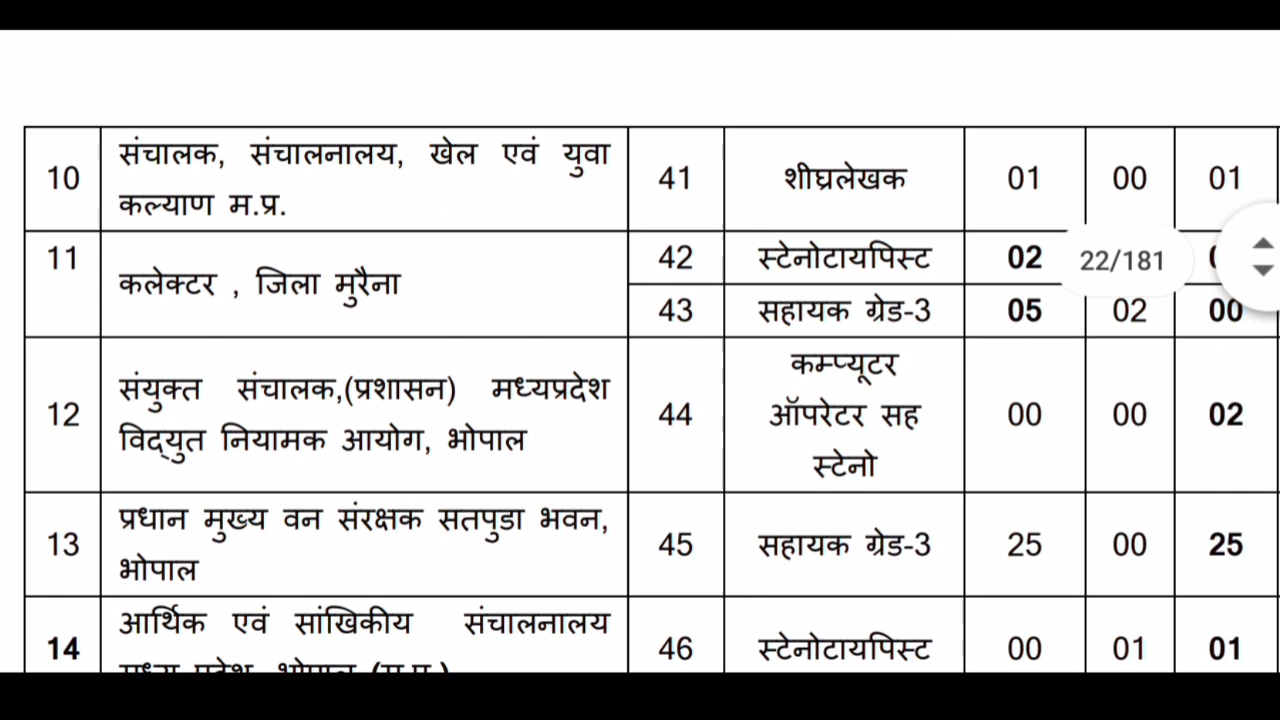 10 संचालक, संचालनालय, खेल एवं युवा कल्याण म.प्र. 41 शीघ्रलेखक 01 00 01
11 कलेक्टर , जिला मुरैना 42 स्टेनोटायपिस्ट 02
22/181
43 सहायक ग्रेड-3 05 02 00
12 संयुक्त संचालक,(प्रशासन) मध्यप्रदेश विद्युत नियामक आयोग, भोपाल 44 कम्प्यूटर ऑपरेटर सह स्टेनो 00 00 02
13 प्रधान मुख्य वन संरक्षक सतपुडा भवन, भोपाल 45 सहायक ग्रेड-3 25 00 25
14 आर्थिक एवं सांखिकीय संचालनालय 46 स्टेनोटायपिस्ट 00 01 01